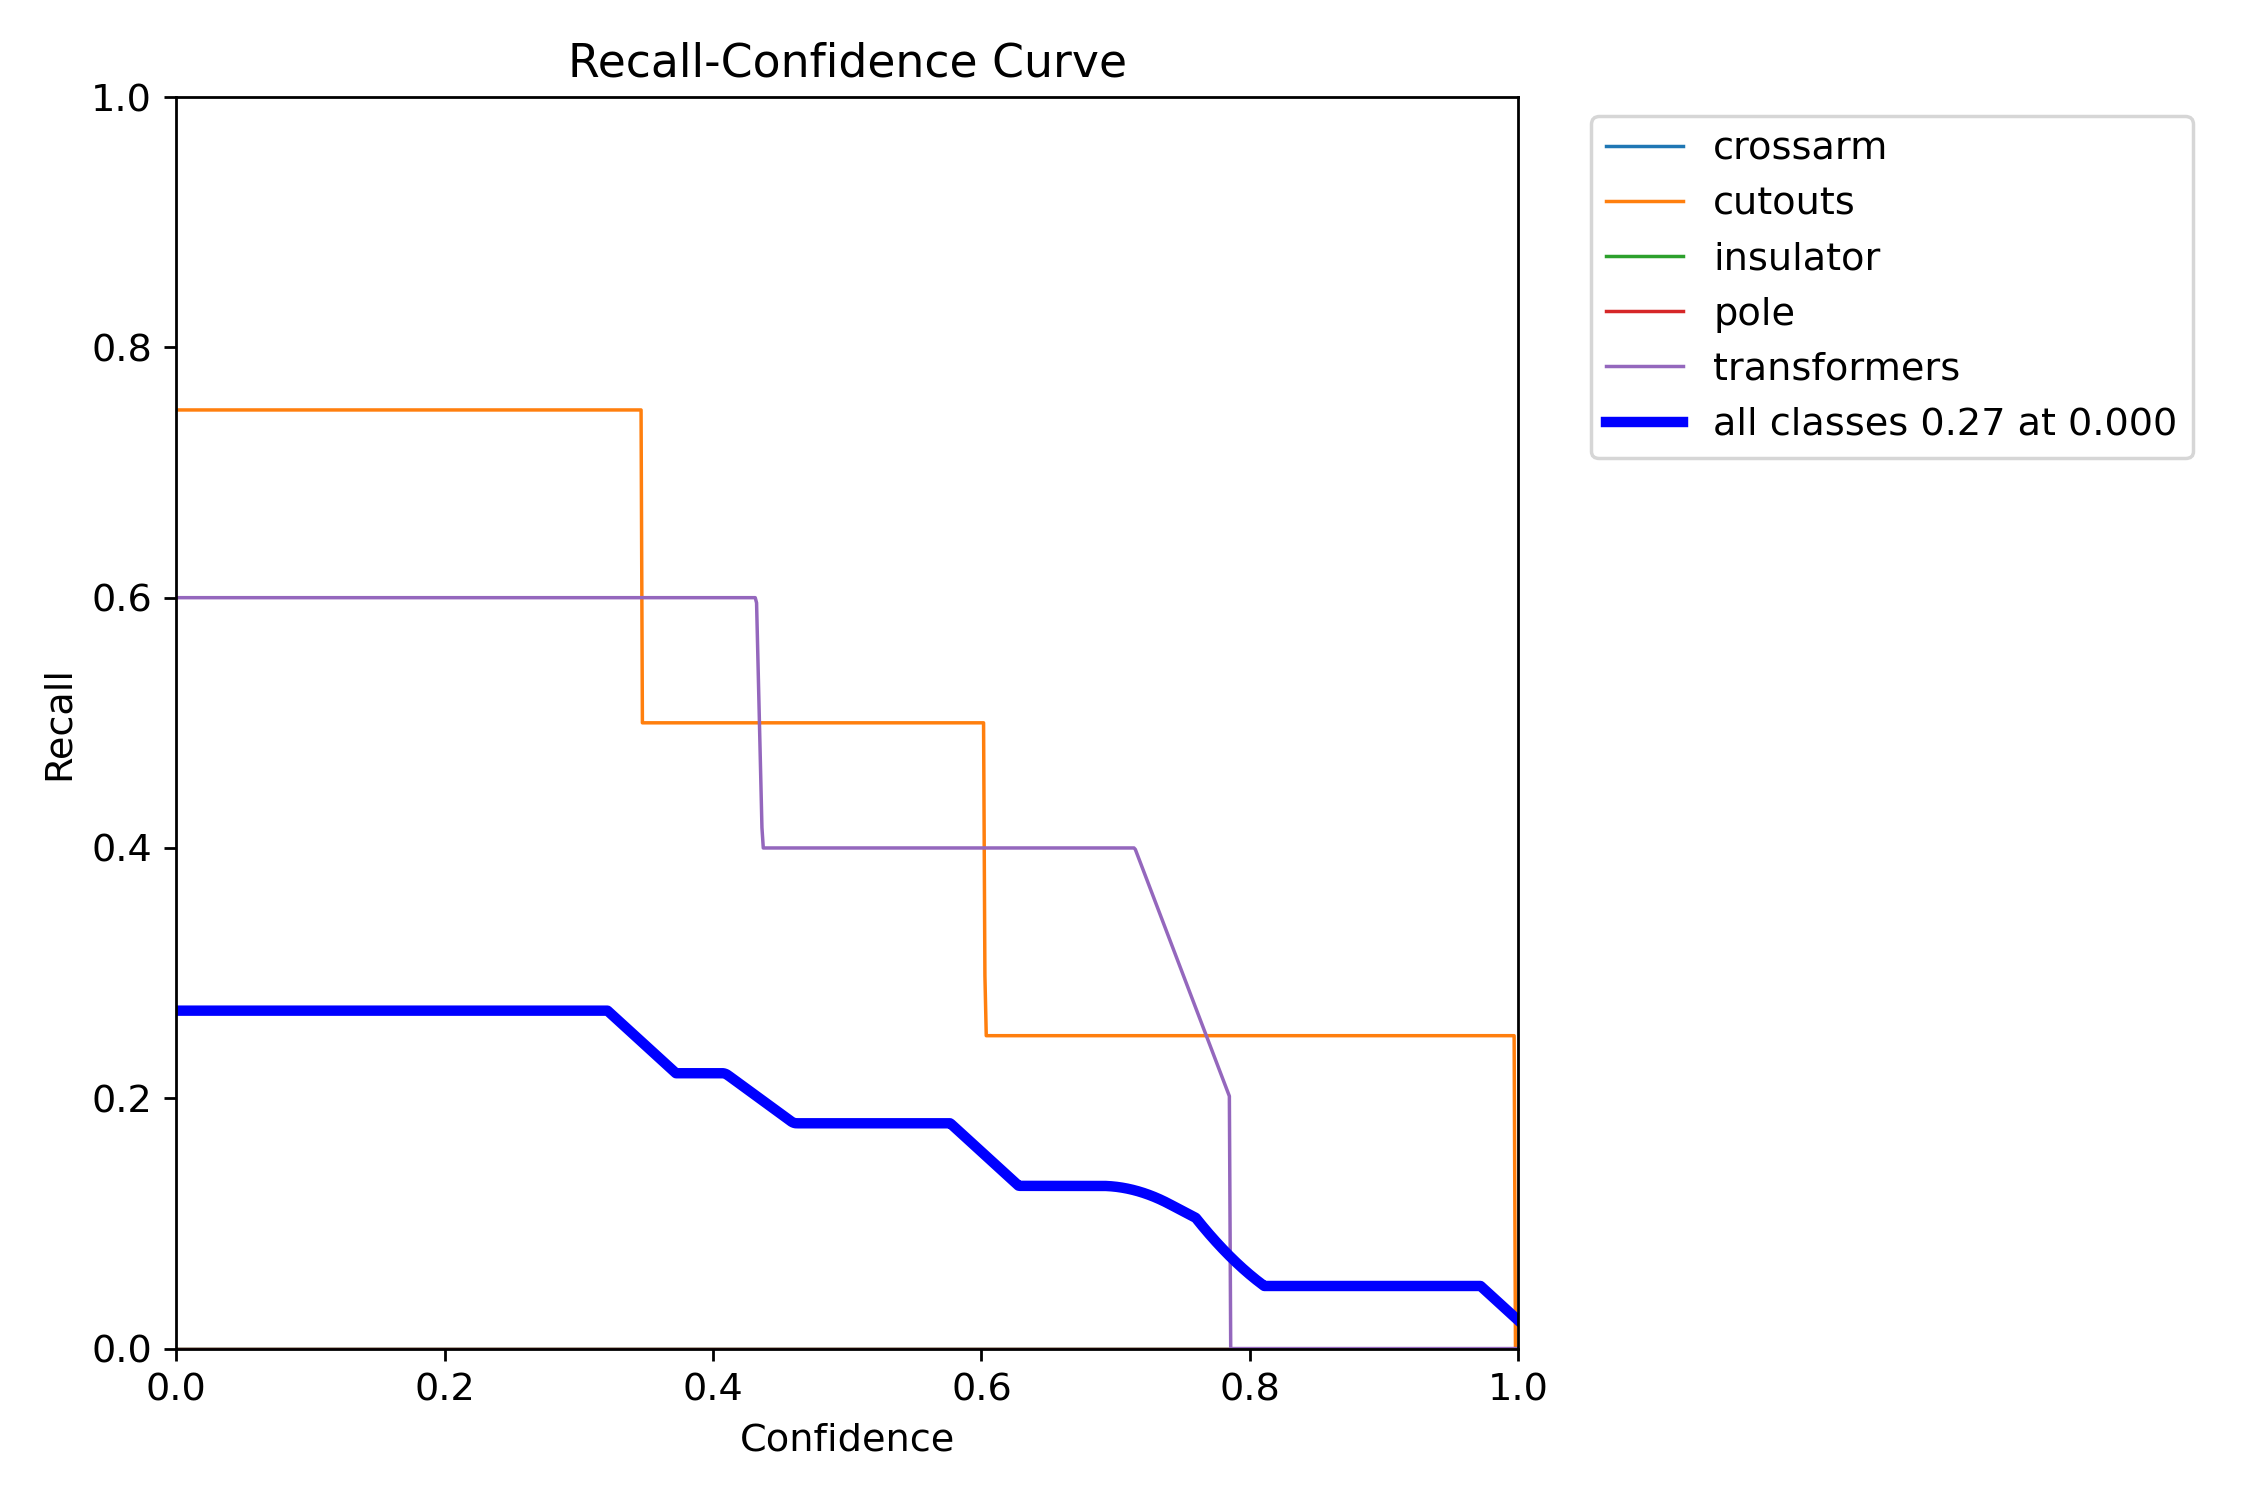 Recall-Confidence Curve
1.0
0.8
0.6
0.4
0.2
0.0
Recall
0.0 0.2 0.4 0.6 0.8 1.0
Confidence
crossarm
cutouts
insulator
pole
transformers
all classes 0.27 at 0.000